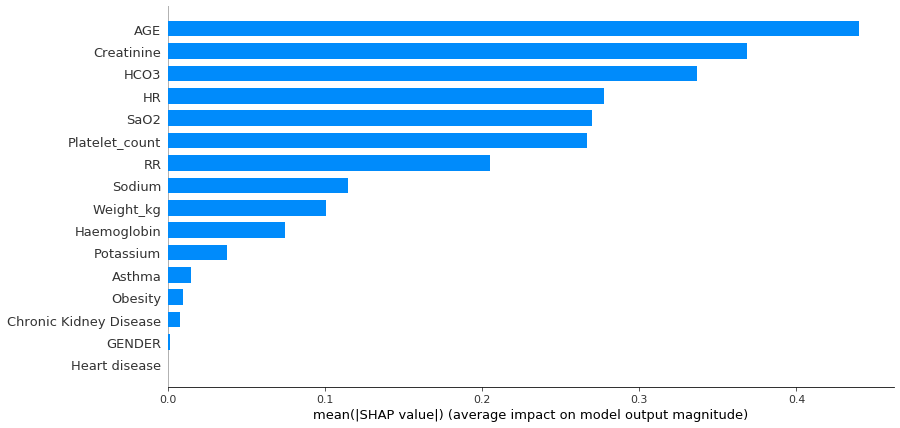 AGE
Creatinine
HCO3
HR
SaO2
Platelet_count
RR
Sodium
Weight_kg
Haemoglobin
Potassium
Asthma
Obesity
Chronic Kidney Disease
GENDER
Heart disease
0.0 0.1 0.2 0.3 0.4
mean(|SHAP value|) (average impact on model output magnitude)